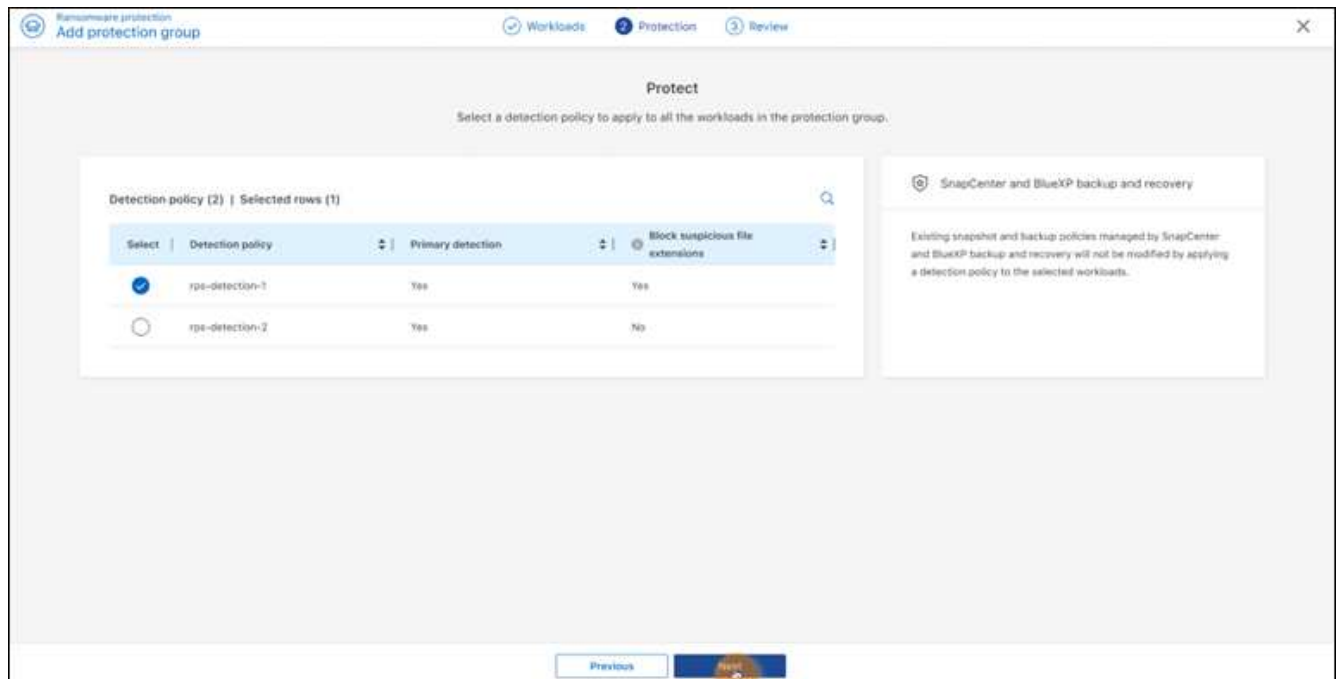 Ransomware protection
Add protection group
Workloads
2 Protection
3 Review
Protect
Select a detection policy to apply to all the workloads in the protection group.
Detection policy (2) | Selected rows (1)
Select Detection policy Primary detection Block suspicious file
extensions
rps-detection-1 Yes Yes
rps-detection-2 Yes No
SnapCenter and BlueXP backup and recovery
Existing snapshot and backup policies managed by SnapCenter
and BlueXP backup and recovery will not be modified by applying
a detection policy to the selected workloads.
Previous
Next